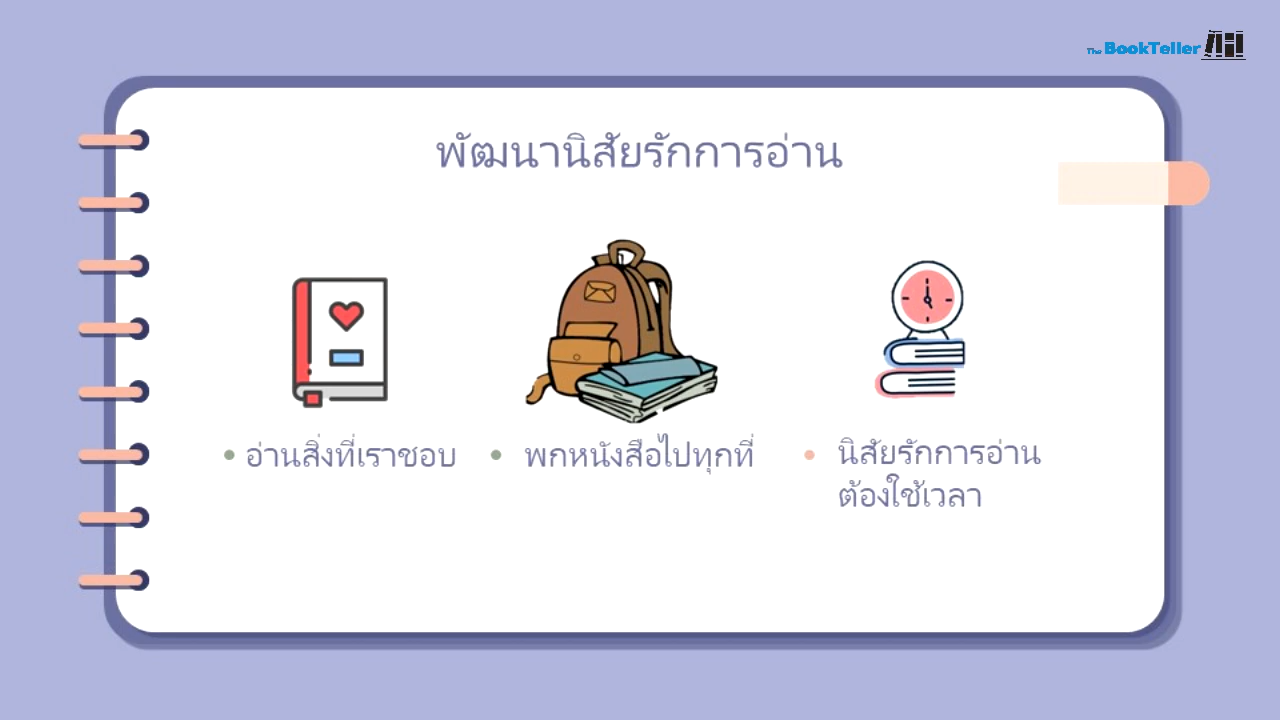 The BookTeller
พัฒนานิสัยรักการอ่าน
• อ่านสิ่งที่เราชอบ
• พกหนังสือไปทุกที่
• นิสัยรักการอ่าน
ต้องใช้เวลา